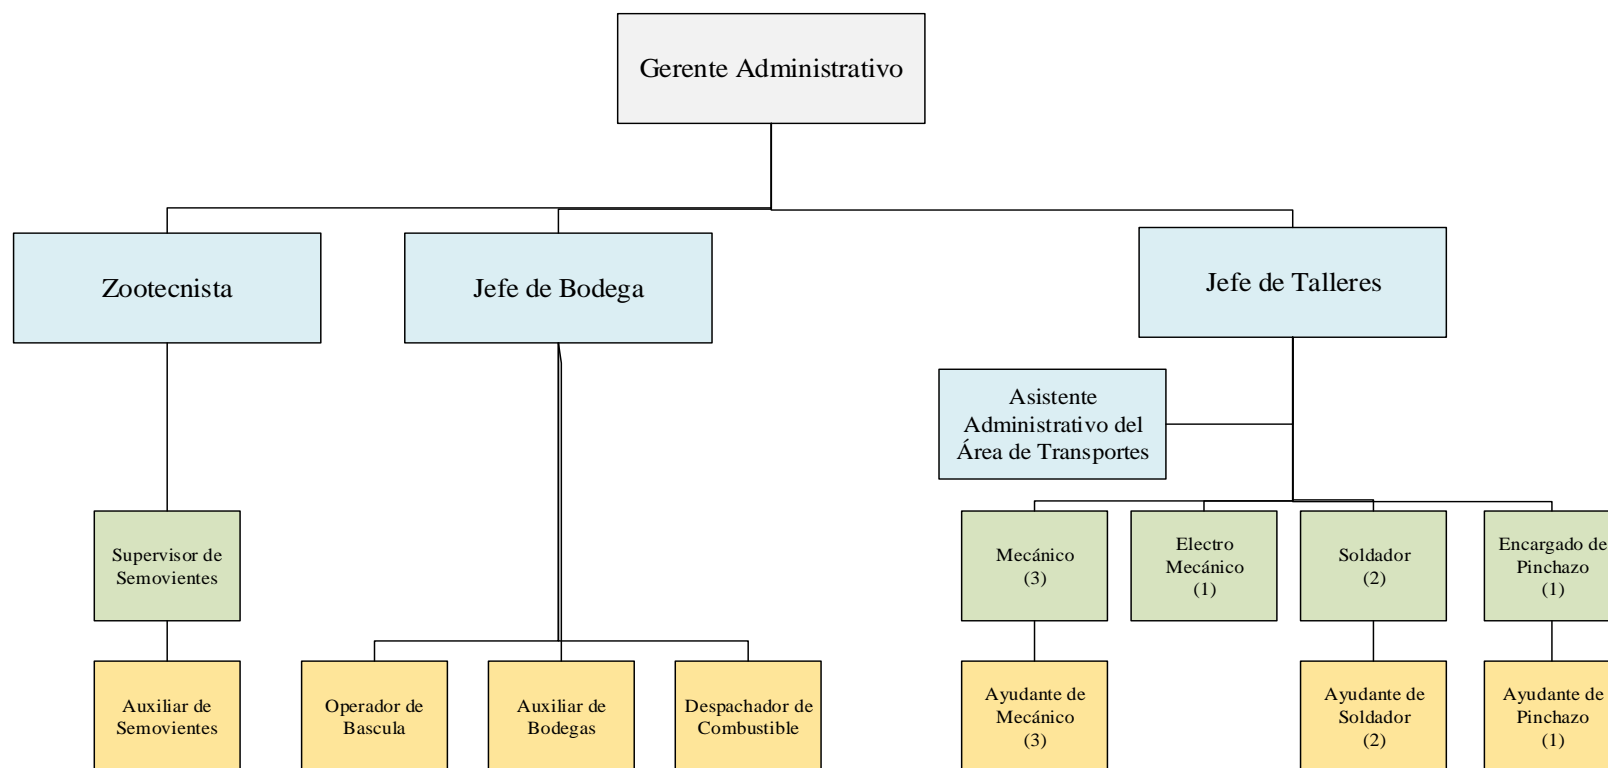 Gerente Administrativo
Zootecnista
Jefe de Bodega
Jefe de Talleres
Asistente
Administrativo del
Área de Transportes
Supervisor de
Semovientes
Mecánico
(3)
Electro
Mecánico
(1)
Soldador
(2)
Encargado de
Pinchazo
(1)
Auxiliar de
Semovientes
Operador de
Bascula
Auxiliar de
Bodegas
Despachador de
Combustible
Ayudante de
Mecánico
(3)
Ayudante de
Soldador
(2)
Ayudante de
Pinchazo
(1)